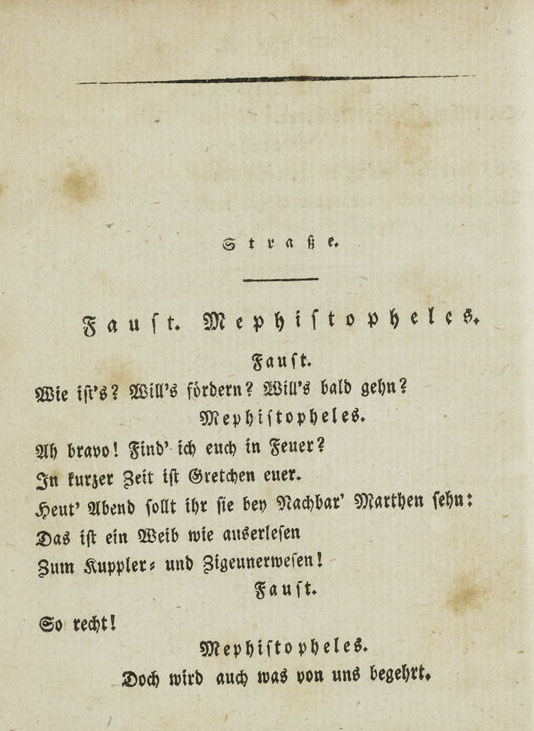 Straße.
Faust. Mephistopheles.
Faust.
Wie ist's? Will's fördern? Will's bald gehn?
Mephistopheles.
Ah bravo! Find' ich euch in Feuer?
In kurzer Zeit ist Gretchen euer.
Heut' Abend sollt ihr sie bey Nachbar' Marthen sehn:
Das ist ein Weib wie auserlesen
Zum Kuppler- und Zigeunerwesen!
Faust.
So recht!
Mephistopheles.
Doch wird auch was von uns begehrt.